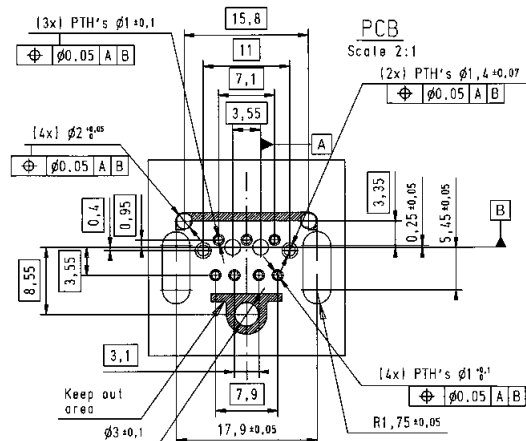 (3x) PTH's Ø1 ±0,1
⌖ Ø0.05 A B
15,8
PCB
Scale 2:1
11
7,1
(2x) PTH's Ø1,4 ±0,07
⌖ Ø0.05 A B
3,55
(4x) Ø2 +0,05 0
⌖ Ø0.05 A B
A
0,4
0,95
3,35
0,25 ±0,05
5,45 ±0,05
B
8,55
3,55
3,1
Keep out
area
7,9
(4x) PTH's Ø1 +0,1 0
⌖ Ø0.05 A B
Ø3 ±0,1
17,9 ±0,05
R1,75 ±0,05